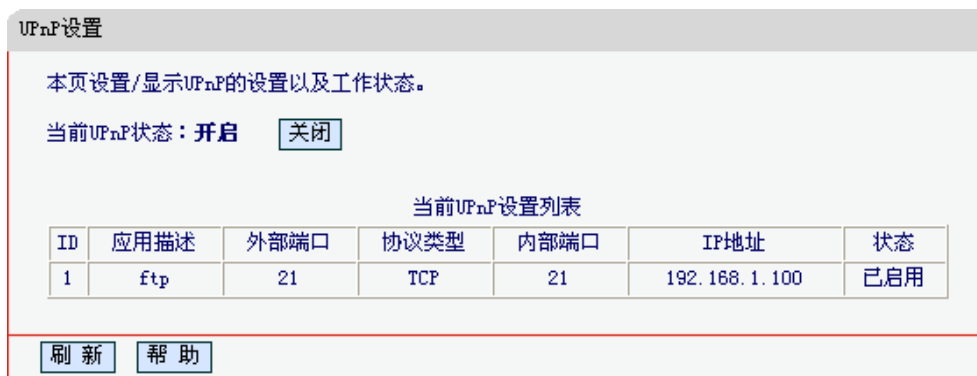 UPnP设置
本页设置/显示UPnP的设置以及工作状态。
当前UPnP状态：开启 关闭
当前UPnP设置列表
ID 应用描述 外部端口 协议类型 内部端口 IP地址 状态
1 ftp 21 TCP 21 192.168.1.100 已启用
刷 新 帮 助